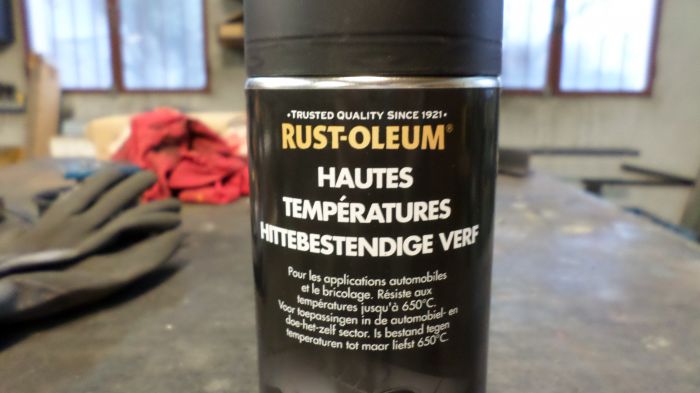 •TRUSTED QUALITY SINCE 1921•
RUST-OLEUM®
HAUTES
TEMPÉRATURES
HITTEBESTENDIGE VERF
Pour les applications automobiles
et le bricolage. Résiste aux
températures jusqu'à 650°C.
Voor toepassingen in de automobiel- en
doe-het-zelf sector. Is bestand tegen
temperaturen tot maar liefst 650°C.